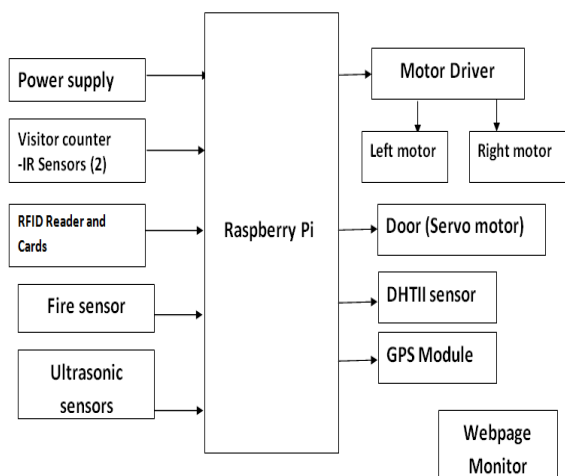 Power supply
Visitor counter
-IR Sensors (2)
RFID Reader and
Cards
Fire sensor
Ultrasonic
sensors
Raspberry Pi
Motor Driver
Left motor
Right motor
Door (Servo motor)
DHTII sensor
GPS Module
Webpage
Monitor